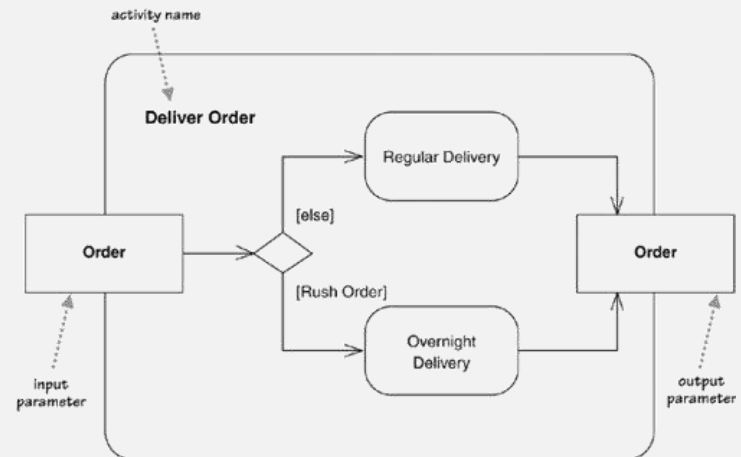 activity name
Deliver Order
Regular Delivery
[else]
Order
Order
[Rush Order]
Overnight
Delivery
input
parameter
output
parameter